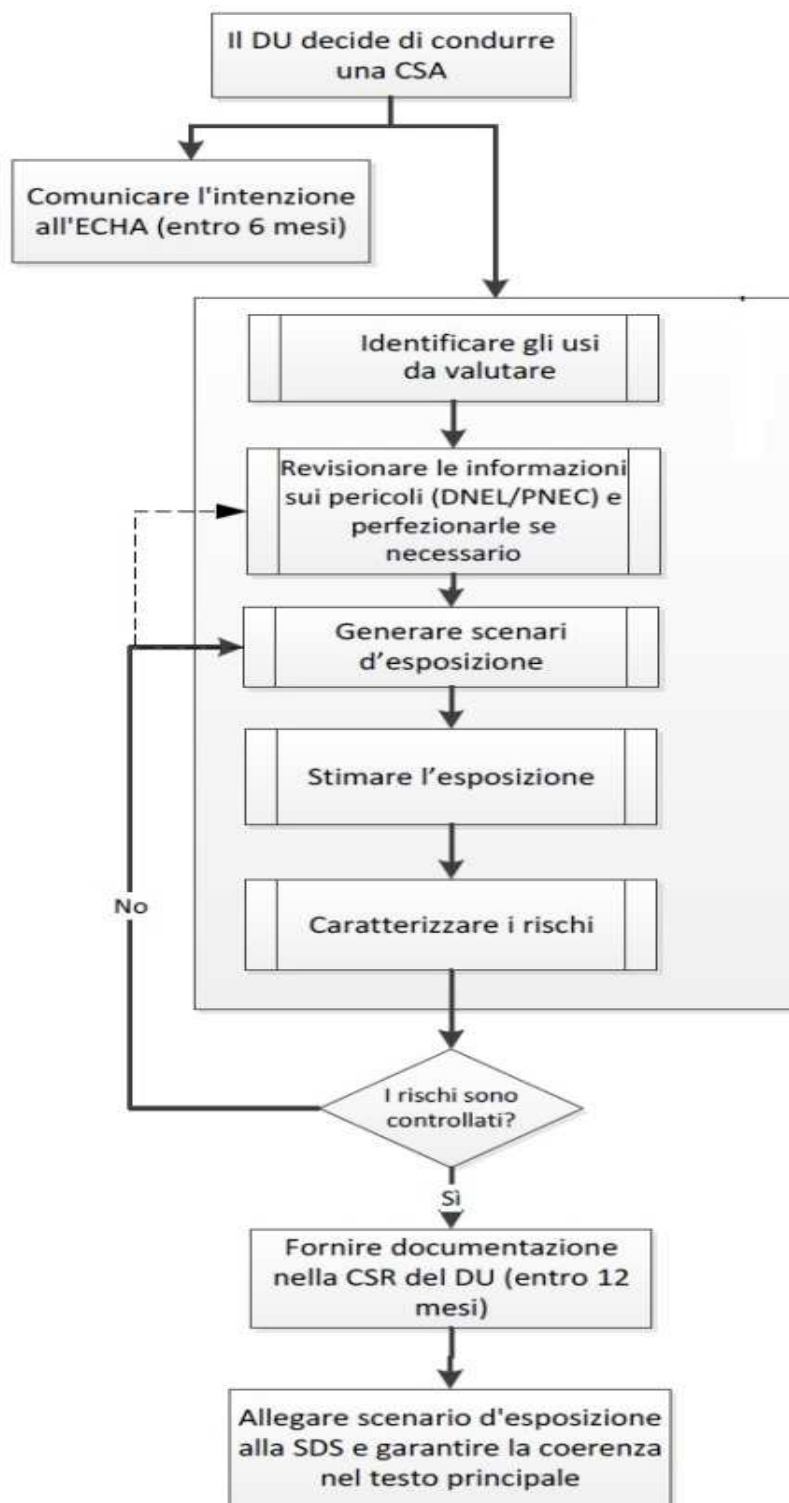 Il DU decide di condurre
una CSA
Comunicare l'intenzione
all'ECHA (entro 6 mesi)
Identificare gli usi
da valutare
Revisionare le informazioni
sui pericoli (DNEL/PNEC) e
perfezionarle se
necessario
Generare scenari
d’esposizione
Stimare l’esposizione
Caratterizzare i rischi
No
I rischi sono
controllati?
Sì
Fornire documentazione
nella CSR del DU (entro 12
mesi)
Allegare scenario d'esposizione
alla SDS e garantire la coerenza
nel testo principale